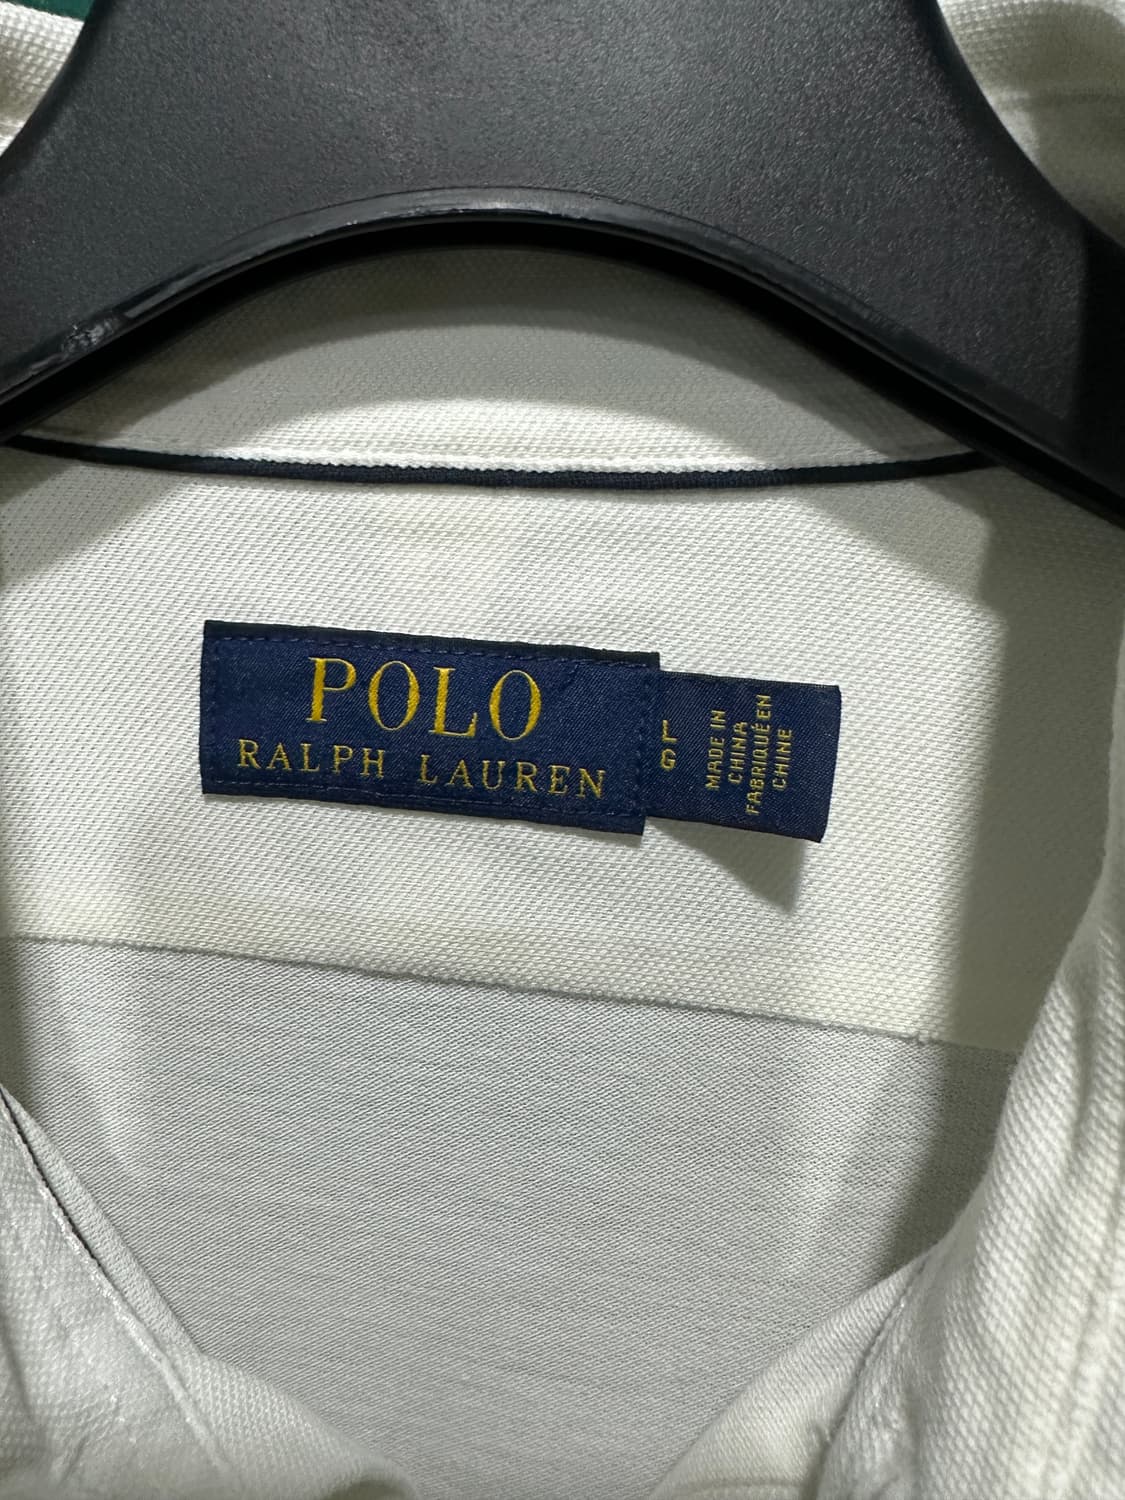 POLO
RALPH LAUREN
L
G
MADE IN
CHINA
FABRIQUÉ EN
CHINE